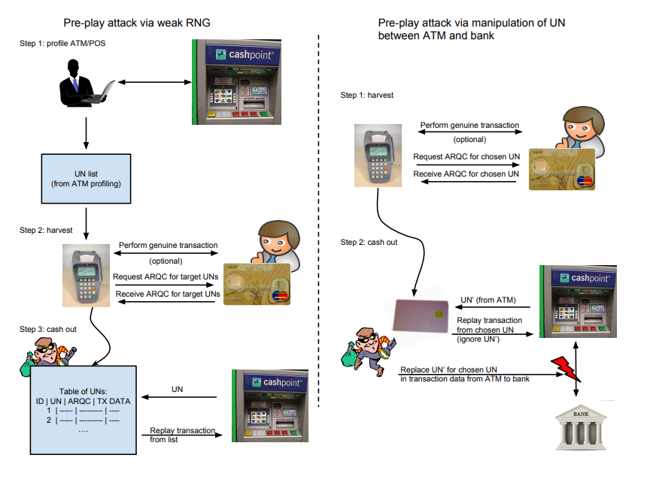 Pre-play attack via weak RNG
Step 1: profile ATM/POS
cashpoint
UN list
(from ATM profiling)
Step 2: harvest
Perform genuine transaction
(optional)
Request ARQC for target UNs
Receive ARQC for target UNs
Step 3: cash out
Table of UNs:
ID | UN | ARQC | TX DATA
1 | ----- | --------- | ----
2 | ----- | --------- | ----
....
UN
Replay transaction
from list
cashpoint
Pre-play attack via manipulation of UN
between ATM and bank
Step 1: harvest
Perform genuine transaction
(optional)
Request ARQC for chosen UN
Receive ARQC for chosen UN
Step 2: cash out
UN' (from ATM)
Replay transaction
from chosen UN
(ignore UN')
cashpoint
Replace UN' for chosen UN
in transaction data from ATM to bank
BANK